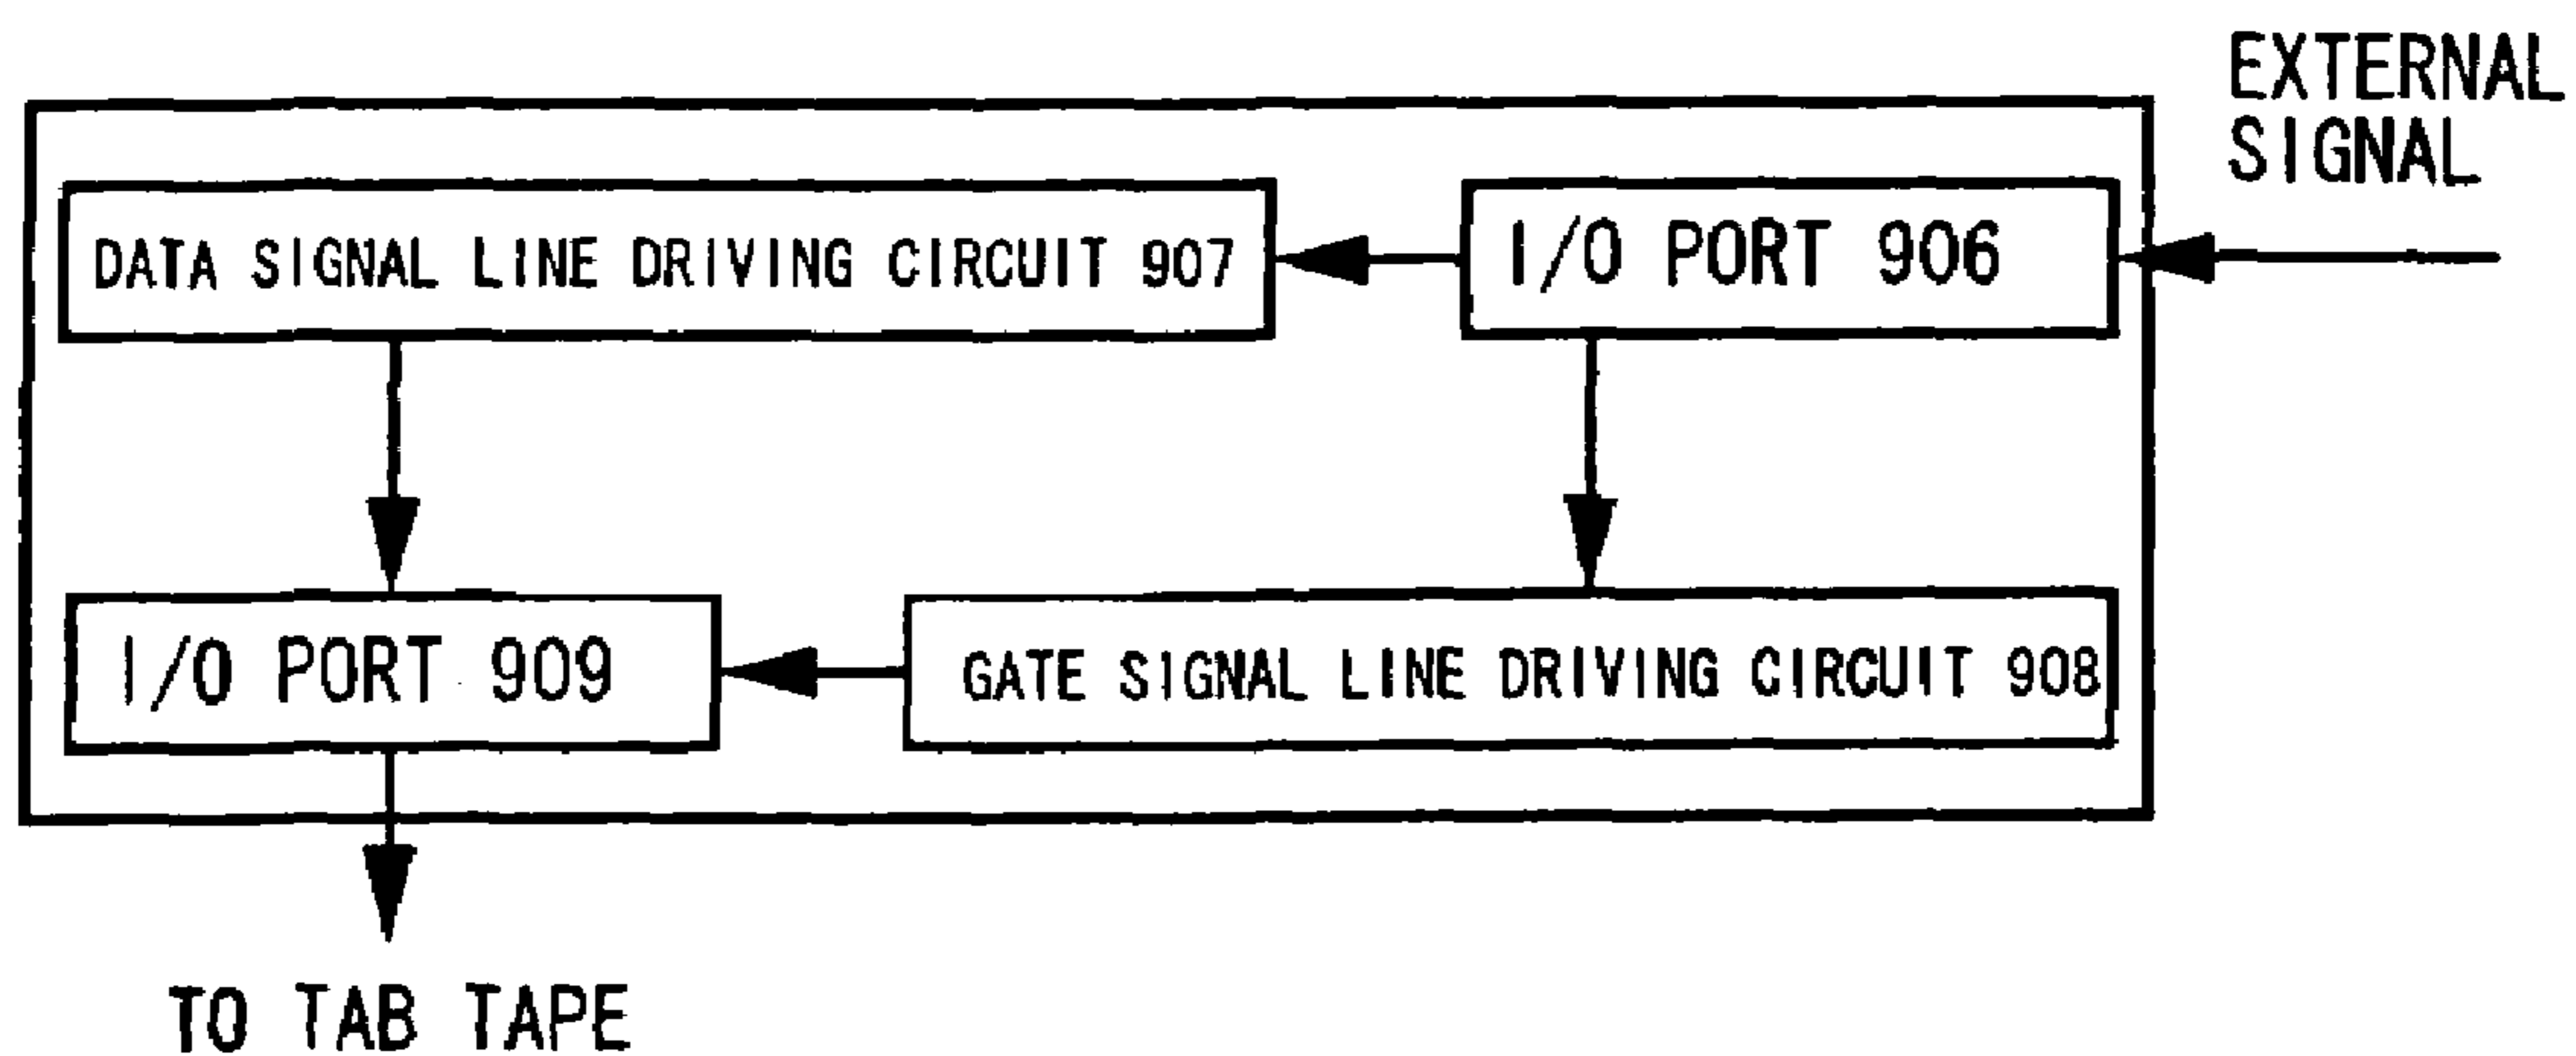 EXTERNAL
SIGNAL
DATA SIGNAL LINE DRIVING CIRCUIT 907
I/O PORT 906
I/O PORT 909
GATE SIGNAL LINE DRIVING CIRCUIT 908
TO TAB TAPE